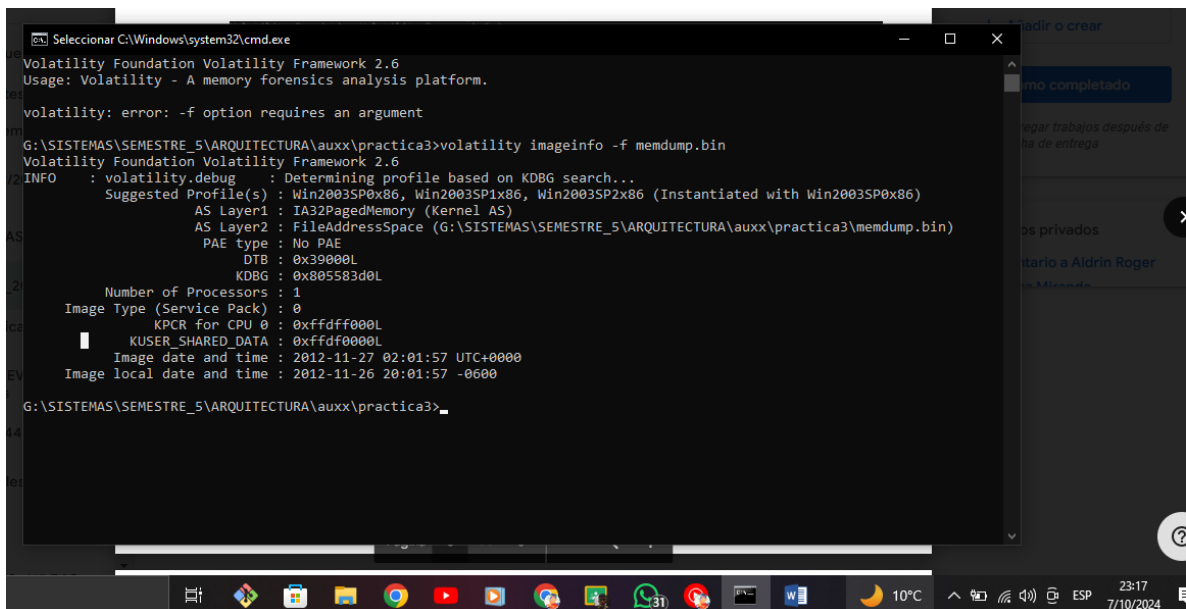 Seleccionar C:\Windows\system32\cmd.exe
Volatility Foundation Volatility Framework 2.6
Usage: Volatility - A memory forensics analysis platform.
volatility: error: -f option requires an argument
G:\SISTEMAS\SEMESTRE_5\ARQUITECTURA\auxx\practica3>volatility imageinfo -f memdump.bin
Volatility Foundation Volatility Framework 2.6
INFO    : volatility.debug    : Determining profile based on KDBG search...
Suggested Profile(s) : Win2003SP0x86, Win2003SP1x86, Win2003SP2x86 (Instantiated with Win2003SP0x86)
AS Layer1 : IA32PagedMemory (Kernel AS)
AS Layer2 : FileAddressSpace (G:\SISTEMAS\SEMESTRE_5\ARQUITECTURA\auxx\practica3\memdump.bin)
PAE type : No PAE
DTB : 0x39000L
KDBG : 0x805583d0L
Number of Processors : 1
Image Type (Service Pack) : 0
KPCR for CPU 0 : 0xffdff000L
KUSER_SHARED_DATA : 0xffdf0000L
Image date and time : 2012-11-27 02:01:57 UTC+0000
Image local date and time : 2012-11-26 20:01:57 -0600
G:\SISTEMAS\SEMESTRE_5\ARQUITECTURA\auxx\practica3>
o crear
completado
trabajos después de
de entrega
privados
a Aldrin Roger
31
10°C
ESP
23:17
7/10/2024